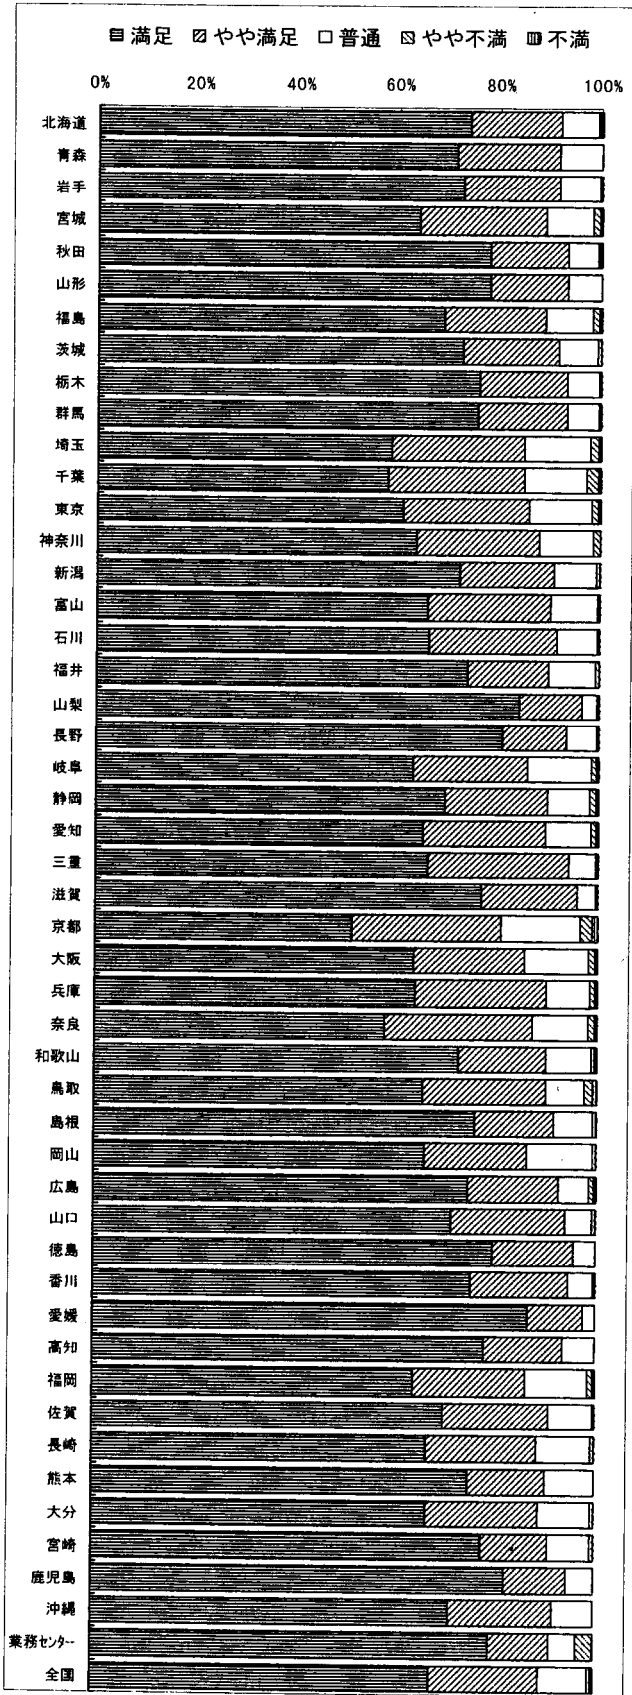 満足 やや満足 普通 やや不満 不満
0% 20% 40% 60% 80% 100%
北海道
青森
岩手
宮城
秋田
山形
福島
茨城
栃木
群馬
埼玉
千葉
東京
神奈川
新潟
富山
石川
福井
山梨
長野
岐阜
静岡
愛知
三重
滋賀
京都
大阪
兵庫
奈良
和歌山
鳥取
島根
岡山
広島
山口
徳島
香川
愛媛
高知
福岡
佐賀
長崎
熊本
大分
宮崎
鹿児島
沖縄
業務センター
全国